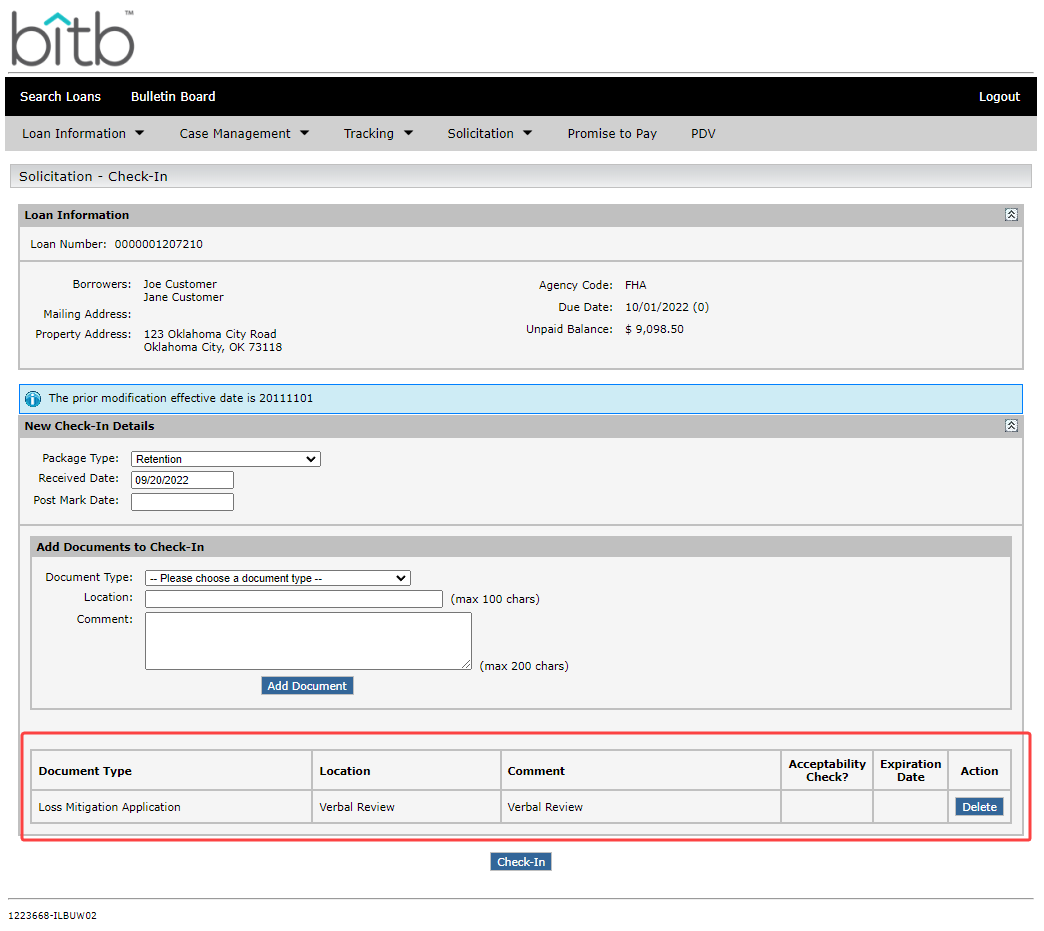 bitb™
Search Loans Bulletin Board Logout
Loan Information Case Management Tracking Solicitation Promise to Pay PDV
Solicitation - Check-In
Loan Information
Loan Number: 0000001207210
Borrowers: Joe Customer Agency Code: FHA
Jane Customer
Due Date: 10/01/2022 (0)
Mailing Address:
Unpaid Balance: $ 9,098.50
Property Address: 123 Oklahoma City Road
Oklahoma City, OK 73118
The prior modification effective date is 20111101
New Check-In Details
Package Type: Retention
Received Date: 09/20/2022
Post Mark Date:
Add Documents to Check-In
Document Type: -- Please choose a document type --
Location: (max 100 chars)
Comment: (max 200 chars)
Add Document
Document Type Location Comment Acceptability Check? Expiration Date Action
Loss Mitigation Application Verbal Review Verbal Review Delete
Check-In
1223668-ILBUW02